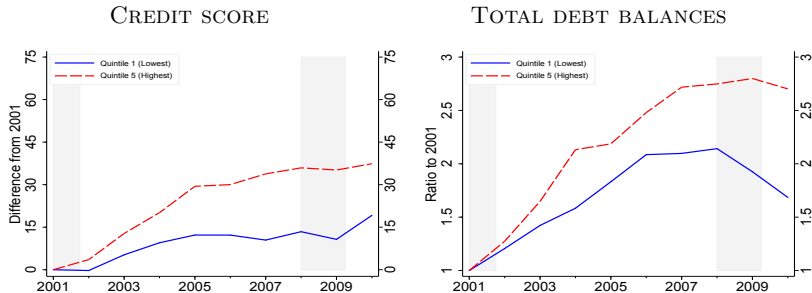 CREDIT SCORE
Difference from 2001
75
60
45
30
15
0
Quintile 1 (Lowest)
Quintile 5 (Highest)
75
60
45
30
15
0
2001 2003 2005 2007 2009
TOTAL DEBT BALANCES
Ratio to 2001
3
2.5
2
1.5
1
Quintile 1 (Lowest)
Quintile 5 (Highest)
3
2.5
2
1.5
1
2001 2003 2005 2007 2009